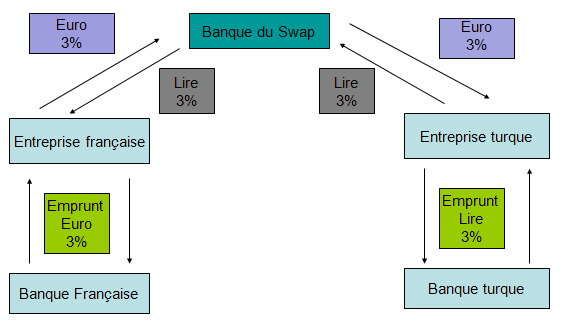 Euro
3%
Banque du Swap
Euro
3%
Lire
3%
Lire
3%
Entreprise française
Entreprise turque
Emprunt
Euro
3%
Emprunt
Lire
3%
Banque Française
Banque turque